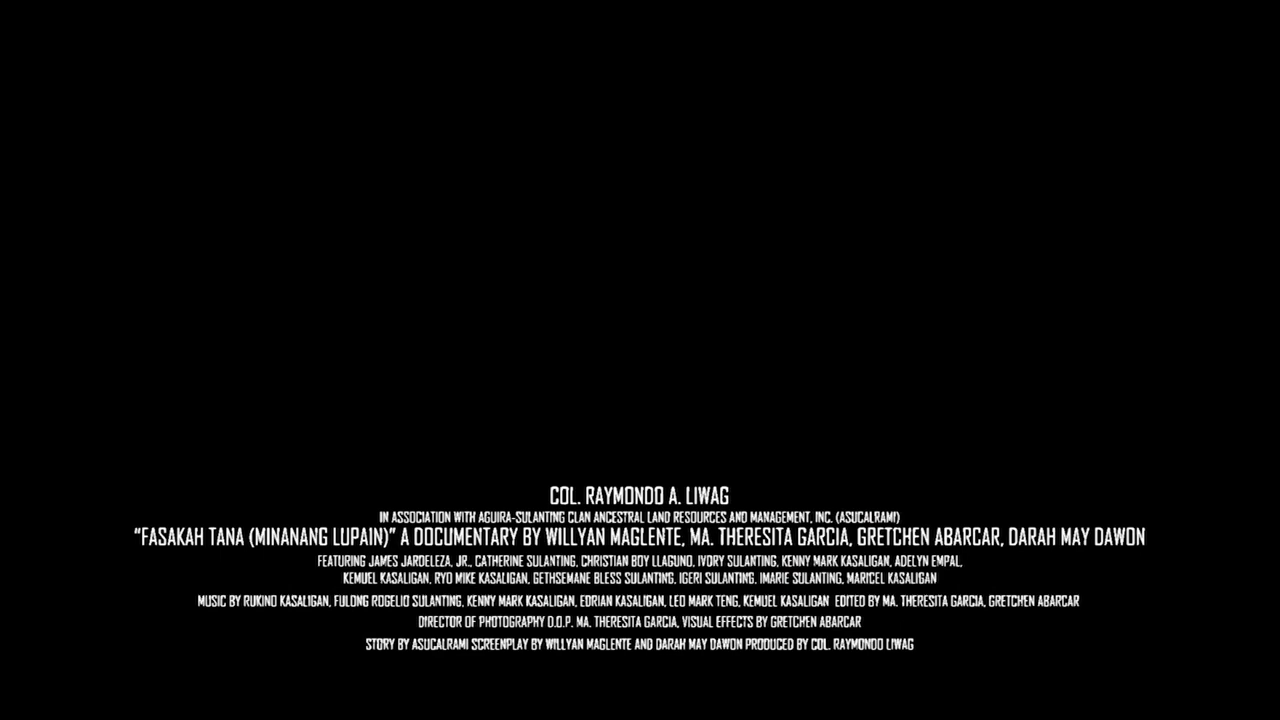 COL. RAYMONDO A. LIWAG
IN ASSOCIATION WITH AGUIRA-SULANTING CLAN ANCESTRAL LAND RESOURCES AND MANAGEMENT, INC. (ASUCALRAMI)
“FASAKAH TANA (MINANANG LUPAIN)” A DOCUMENTARY BY WILLYAN MAGLENTE, MA. THERESITA GARCIA, GRETCHEN ABARCAR, DARAH MAY DAWON
FEATURING JAMES JARDELEZA, JR., CATHERINE SULANTING, CHRISTIAN BOY LLAGUNO, IVORY SULANTING, KENNY MARK KASALIGAN, ADELYN EMPAL,
KEMUEL KASALIGAN, RYO MIKE KASALIGAN, GETHSEMANE BLESS SULANTING, IGERI SULANTING, IMARIE SULANTING, MARICEL KASALIGAN
MUSIC BY RUKINO KASALIGAN, FULONG ROGELIO SULANTING, KENNY MARK KASALIGAN, EDRIAN KASALIGAN, LEO MARK TENG, KEMUEL KASALIGAN EDITED BY MA. THERESITA GARCIA, GRETCHEN ABARCAR
DIRECTOR OF PHOTOGRAPHY D.O.P. MA. THERESITA GARCIA, VISUAL EFFECTS BY GRETCHEN ABARCAR
STORY BY ASUCALRAMI SCREENPLAY BY WILLYAN MAGLENTE AND DARAH MAY DAWON PRODUCED BY COL. RAYMONDO LIWAG